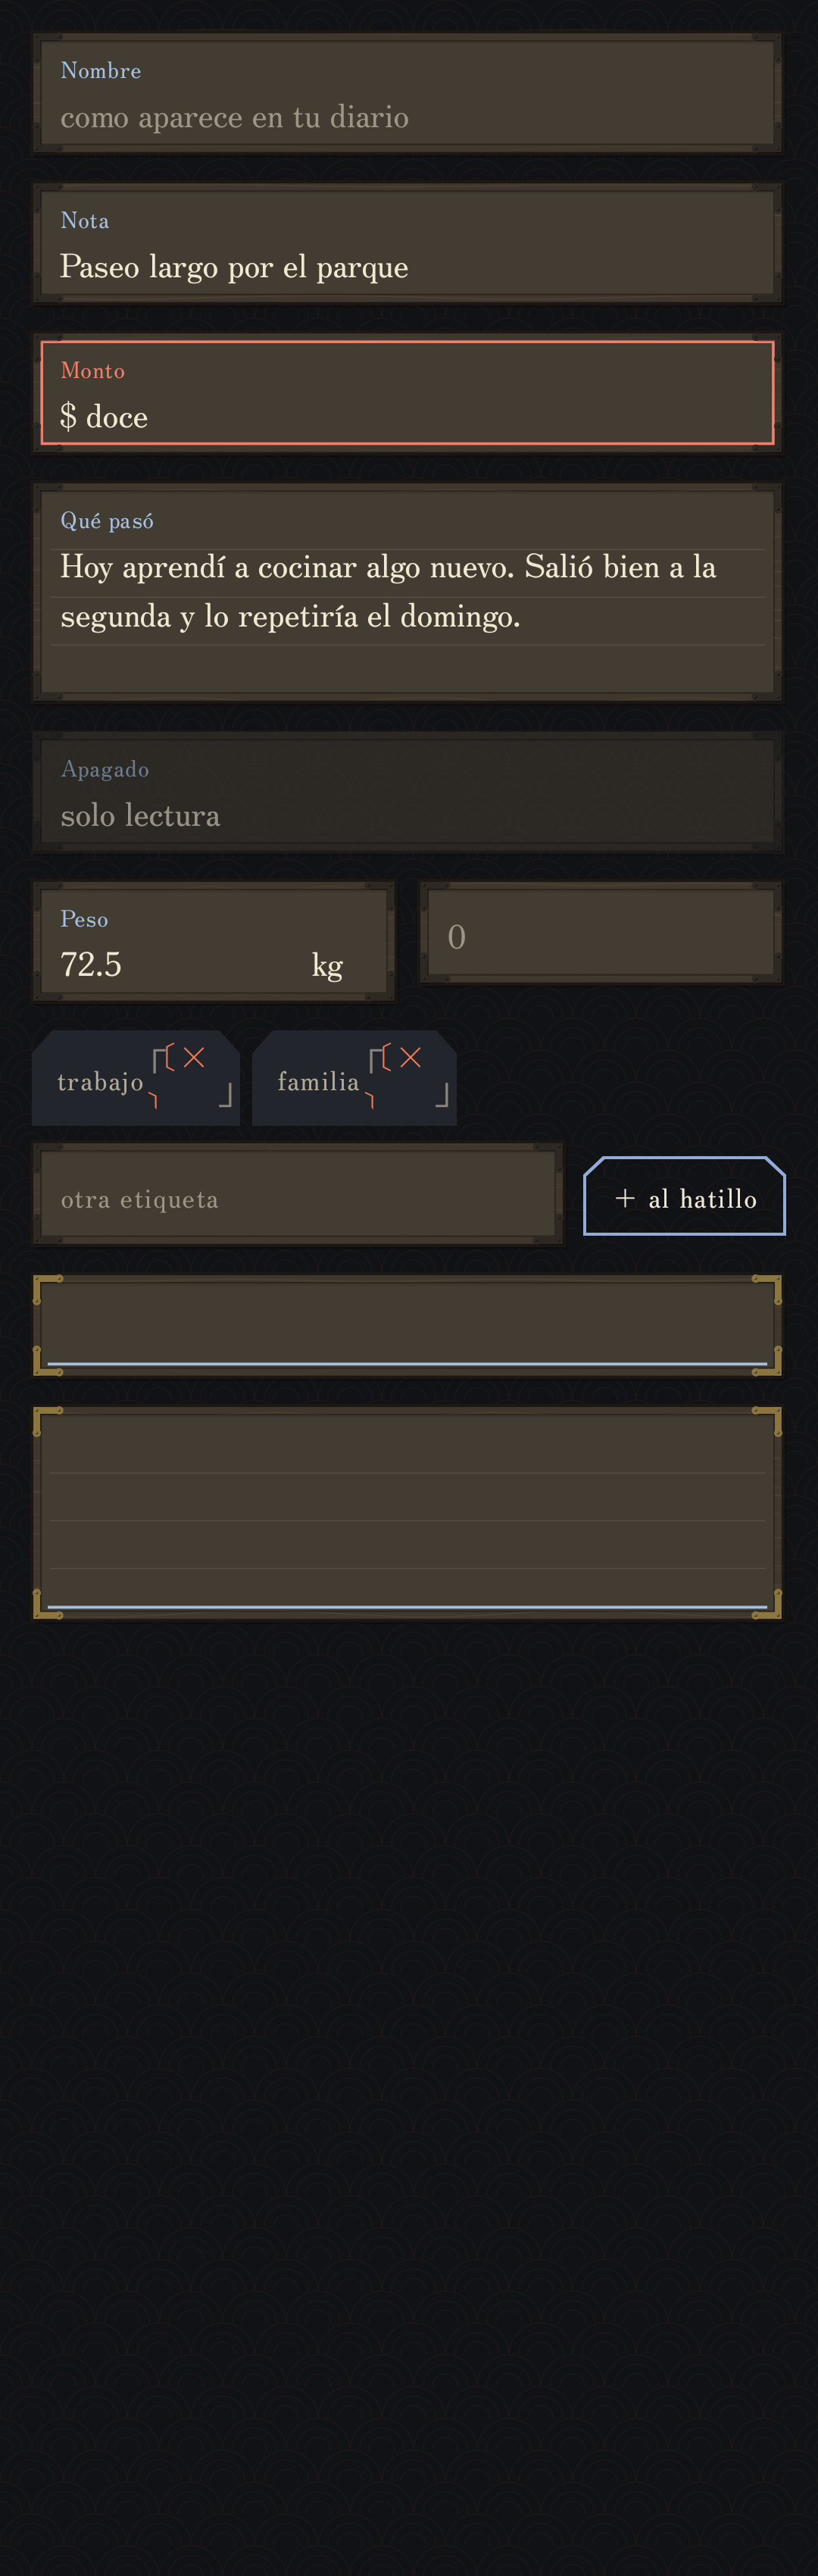 Nombre
como aparece en tu diario
Nota
Paseo largo por el parque
Monto
$ doce
Qué pasó
Hoy aprendí a cocinar algo nuevo. Salió bien a la
segunda y lo repetiría el domingo.
Apagado
solo lectura
Peso
72.5 kg
0
trabajo
familia
otra etiqueta
+ al hatillo